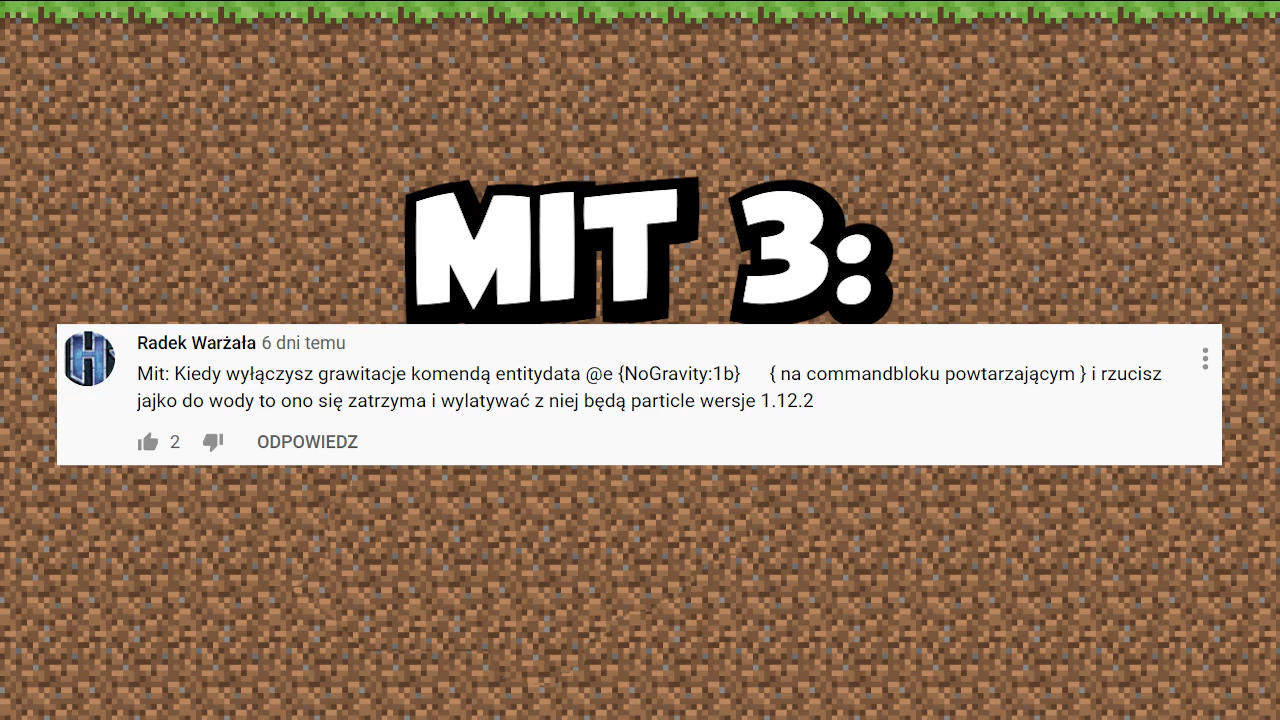 MIT 3:
Radek Warżała 6 dni temu
Mit: Kiedy wyłączysz grawitacje komendą entitydata @e {NoGravity:1b} { na commandbloku powtarzającym } i rzucisz
jajko do wody to ono się zatrzyma i wylatywać z niej będą particle wersje 1.12.2
2 ODPOWIEDZ